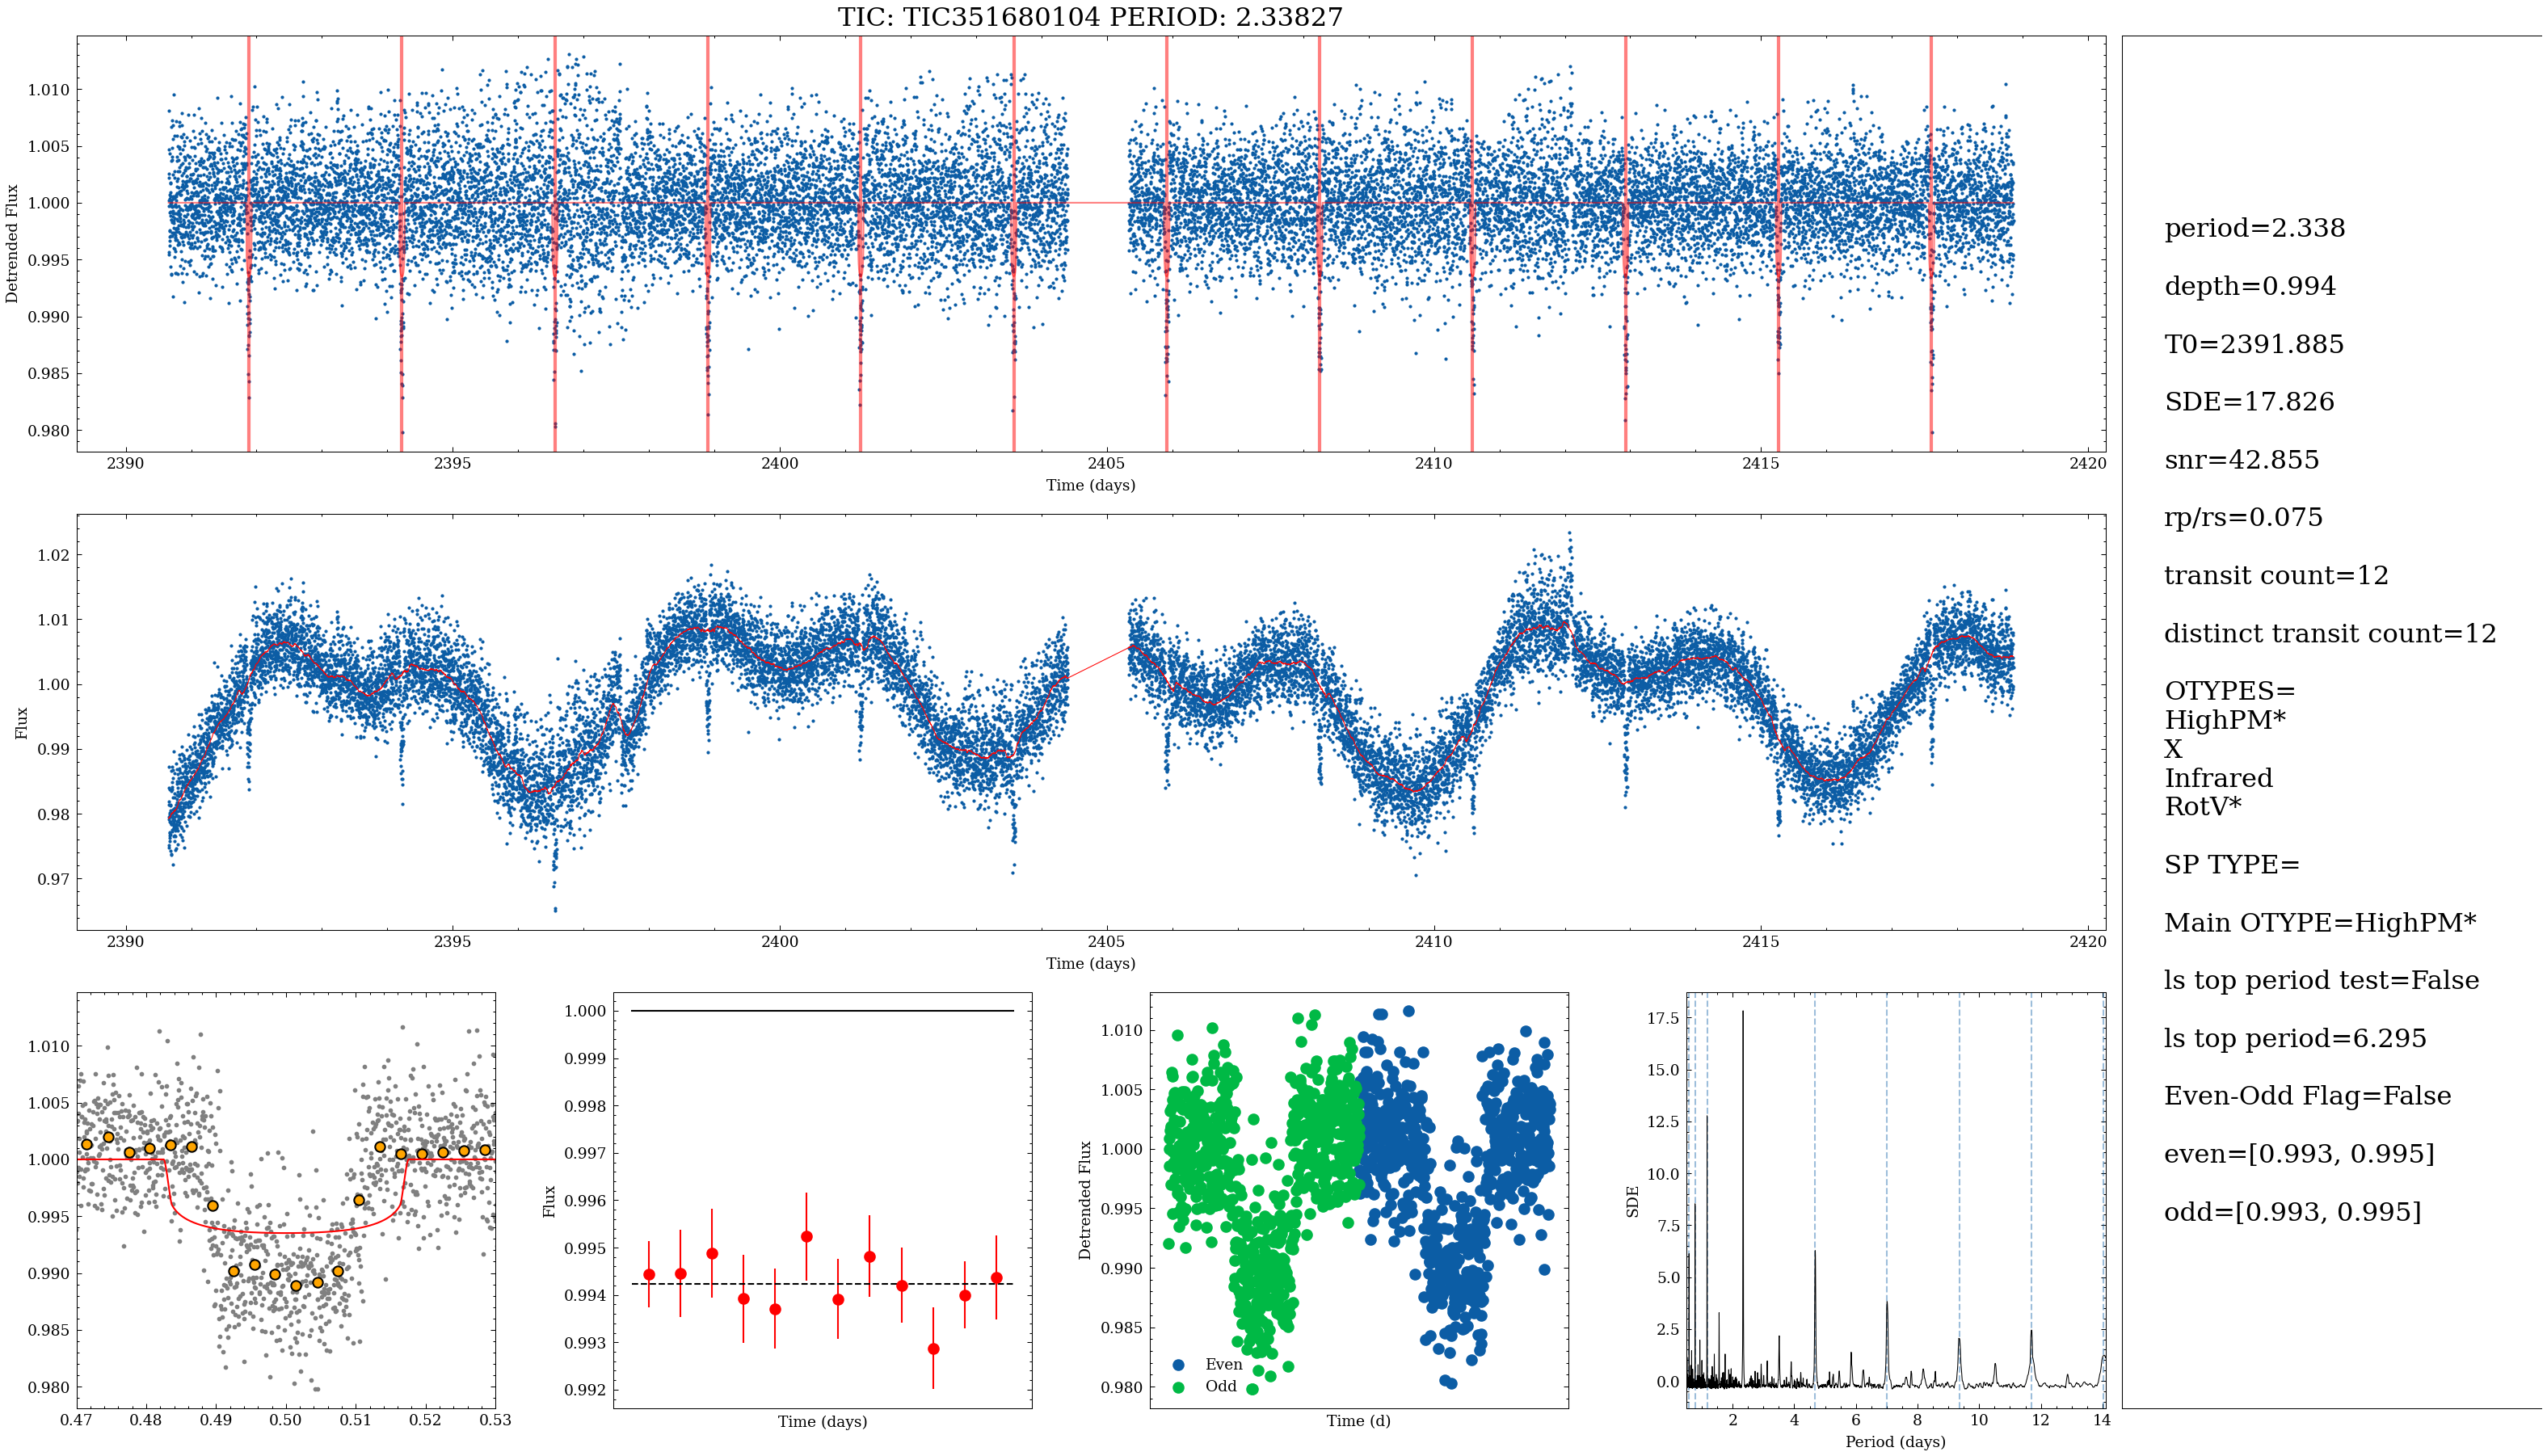 TIC: TIC351680104 PERIOD: 2.33827
Detrended Flux
1.010
1.005
1.000
0.995
0.990
0.985
0.980
2390
2395
2400
2405
2410
2415
2420
Time (days)
Flux
1.02
1.01
1.00
0.99
0.98
0.97
2390
2395
2400
2405
2410
2415
2420
Time (days)
1.010
1.005
1.000
0.995
0.990
0.985
0.980
0.47
0.48
0.49
0.50
0.51
0.52
0.53
Flux
1.000
0.999
0.998
0.997
0.996
0.995
0.994
0.993
0.992
Time (days)
Detrended Flux
1.010
1.005
1.000
0.995
0.990
0.985
0.980
Even
Odd
Time (d)
SDE
17.5
15.0
12.5
10.0
7.5
5.0
2.5
0.0
2
4
6
8
10
12
14
Period (days)
period=2.338
depth=0.994
T0=2391.885
SDE=17.826
snr=42.855
rp/rs=0.075
transit count=12
distinct transit count=12
OTYPES=
HighPM*
X
Infrared
RotV*
SP TYPE=
Main OTYPE=HighPM*
ls top period test=False
ls top period=6.295
Even-Odd Flag=False
even=[0.993, 0.995]
odd=[0.993, 0.995]